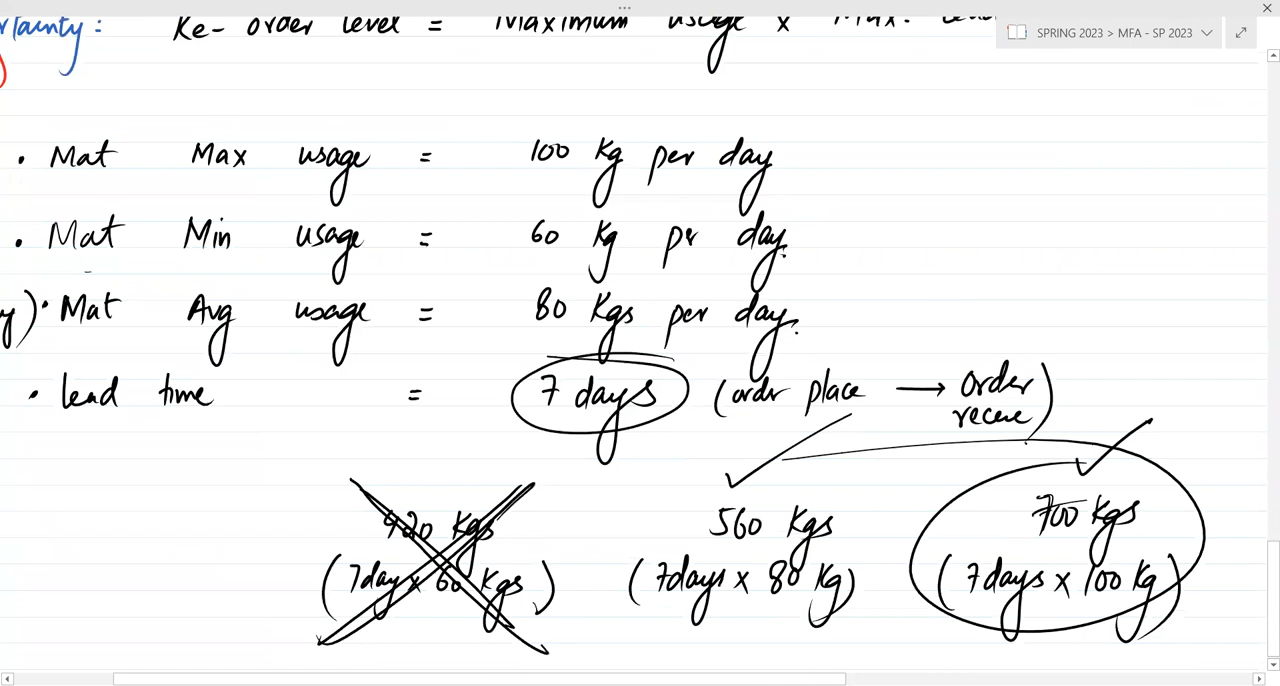 SPRING 2023 > MFA - SP 2023
Re-order level = Maximum usage x Max.
• Mat Max usage = 100 Kg per day
• Mat Min usage = 60 Kg per day.
• Mat Avg usage = 80 Kgs per day.
• lead time = 7 days (order place → order
receve)
420 Kgs 560 Kgs 700 Kgs
(7day x 60 Kgs) (7days x 80 Kg) (7days x 100 Kg)